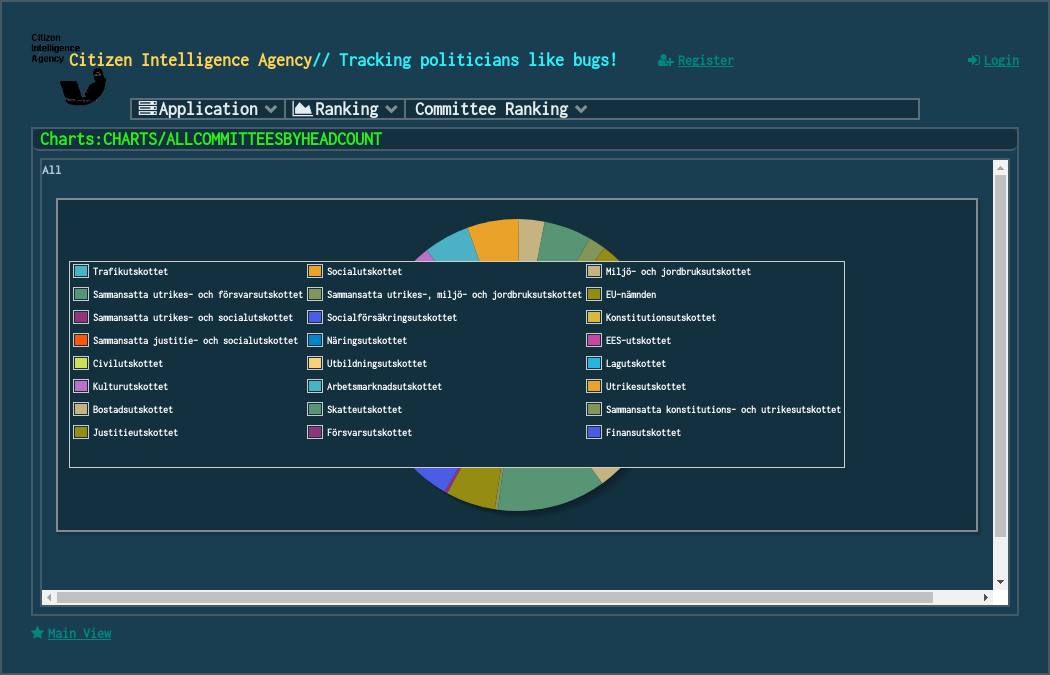 Citizen
Intelligence
Agency
Citizen Intelligence Agency// Tracking politicians like bugs!
Register
Login
Application
Ranking
Committee Ranking
Charts:CHARTS/ALLCOMMITTEESBYHEADCOUNT
All
Trafikutskottet Socialutskottet Miljö- och jordbruksutskottet
Sammansatta utrikes- och försvarsutskottet Sammansatta utrikes-, miljö- och jordbruksutskottet EU-nämnden
Sammansatta utrikes- och socialutskottet Socialförsäkringsutskottet Konstitutionsutskottet
Sammansatta justitie- och socialutskottet Näringsutskottet EES-utskottet
Civilutskottet Utbildningsutskottet Lagutskottet
Kulturutskottet Arbetsmarknadsutskottet Utrikesutskottet
Bostadsutskottet Skatteutskottet Sammansatta konstitutions- och utrikesutskottet
Justitieutskottet Försvarsutskottet Finansutskottet
Main View